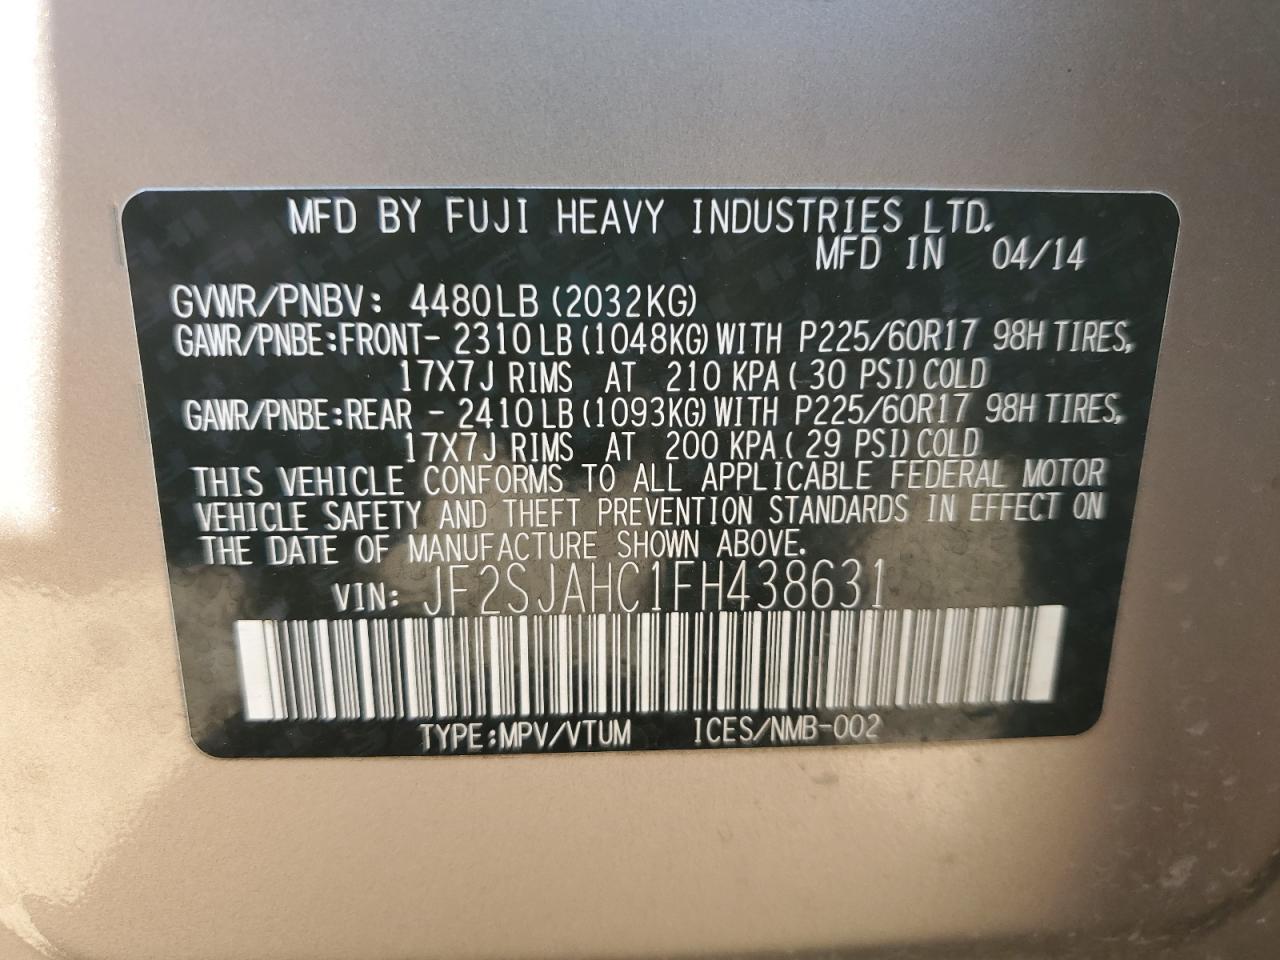 MFD BY FUJI HEAVY INDUSTRIES LTD.
MFD IN 04/14
GVWR/PNBV: 4480LB (2032KG)
GAWR/PNBE:FRONT- 2310LB (1048KG) WITH P225/60R17 98H TIRES,
17X7J RIMS AT 210 KPA ( 30 PSI) COLD
GAWR/PNBE:REAR - 2410LB (1093KG) WITH P225/60R17 98H TIRES,
17X7J RIMS AT 200 KPA ( 29 PSI) COLD
THIS VEHICLE CONFORMS TO ALL APPLICABLE FEDERAL MOTOR
VEHICLE SAFETY AND THEFT PREVENTION STANDARDS IN EFFECT ON
THE DATE OF MANUFACTURE SHOWN ABOVE.
VIN: JF2SJAHC1FH438631
TYPE:MPV/VTUM ICES/NMB-002